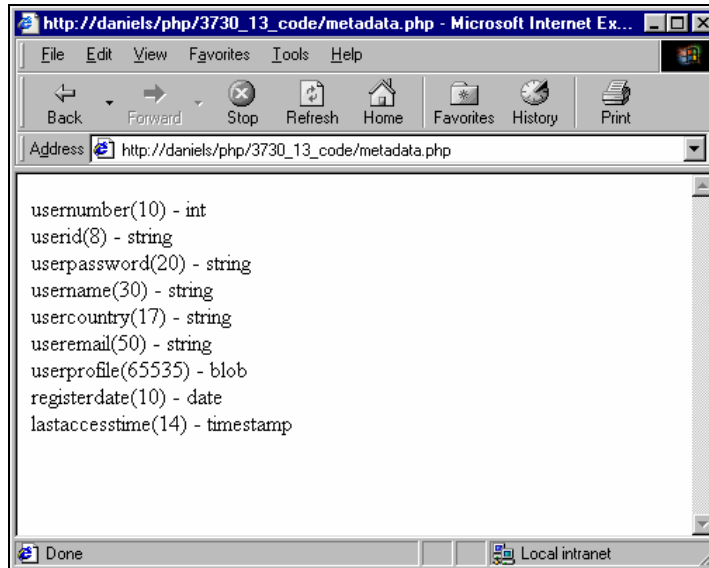 http://daniels/php/3730_13_code/metadata.php - Microsoft Internet Ex...
File Edit View Favorites Tools Help
Back Forward Stop Refresh Home Favorites History Print
Address http://daniels/php/3730_13_code/metadata.php
usernumber(10) - int
userid(8) - string
userpassword(20) - string
username(30) - string
usercountry(17) - string
useremail(50) - string
userprofile(65535) - blob
registerdate(10) - date
lastaccesstime(14) - timestamp
Done Local intranet